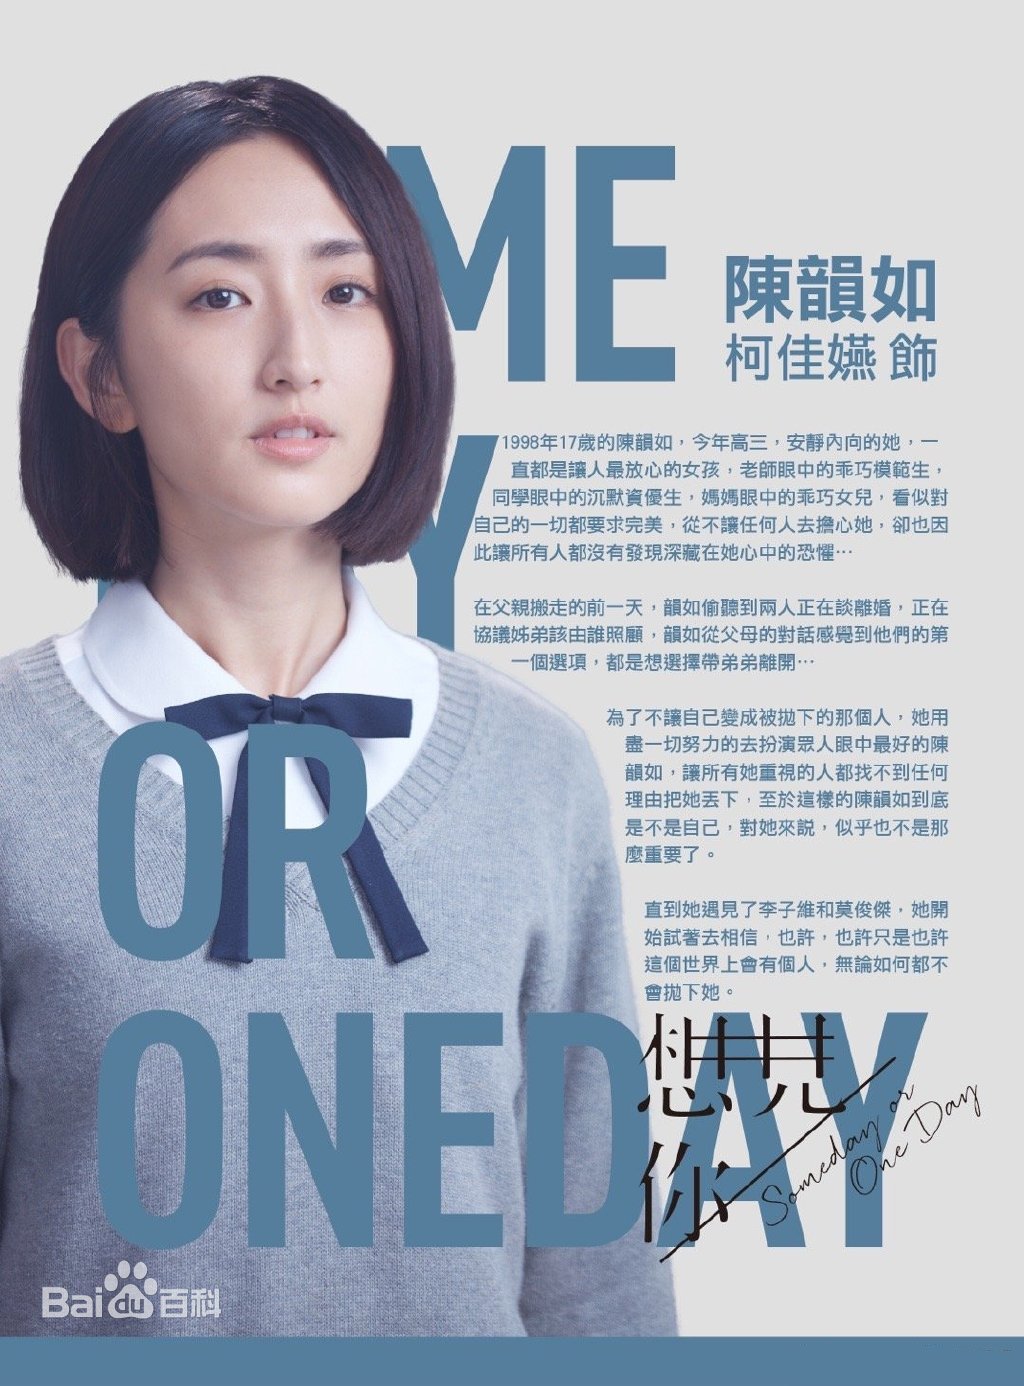 ME
陳韻如
柯佳嬿 飾
Y
1998年17歲的陳韻如，今年高三，安靜內向的她，一
直都是讓人最放心的女孩，老師眼中的乖巧模範生，
同學眼中的沉默資優生，媽媽眼中的乖巧女兒，看似對
自己的一切都要求完美，從不讓任何人去擔心她，卻也因
此讓所有人都沒有發現深藏在她心中的恐懼⋯
在父親搬走的前一天，韻如偷聽到兩人正在談離婚，正在
協議姊弟該由誰照顧，韻如從父母的對話感覺到他們的第
一個選項，都是想選擇帶弟弟離開⋯
為了不讓自己變成被拋下的那個人，她用
盡一切努力的去扮演眾人眼中最好的陳
韻如，讓所有她重視的人都找不到任何
理由把她丟下，至於這樣的陳韻如到底
是不是自己，對她來説，似乎也不是那
麼重要了。
直到她遇見了李子維和莫俊傑，她開
始試著去相信，也許，也許只是也許
這個世界上會有個人，無論如何都不
會拋下她。
OR
ONEDAY
想見
你
Someday or
One Day
Bai du 百科